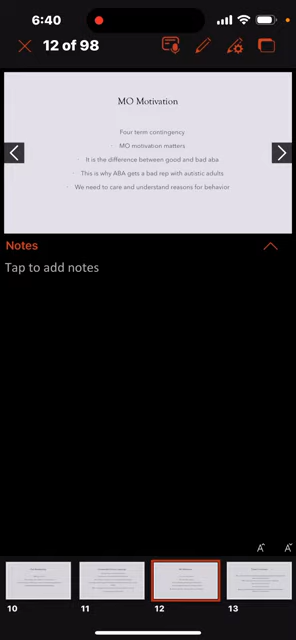 6:40
12 of 98
MO Motivation
Four term contingency
MO motivation matters
It is the difference between good and bad aba
This is why ABA gets a bad rep with autistic adults
We need to care and understand reasons for behavior
Notes
Tap to add notes
A A
10 11 12 13